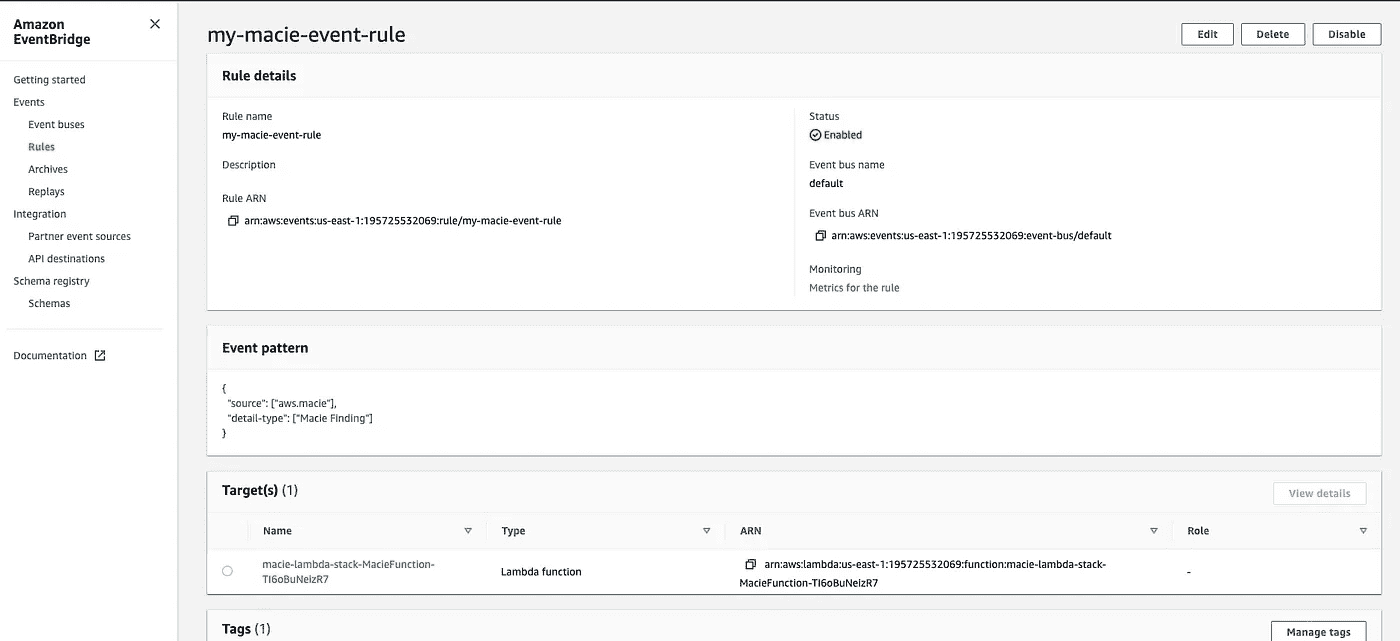 Amazon
EventBridge
Getting started
Events
Event buses
Rules
Archives
Replays
Integration
Partner event sources
API destinations
Schema registry
Schemas
Documentation
my-macie-event-rule
Edit
Delete
Disable
Rule details
Rule name
my-macie-event-rule
Description
Rule ARN
arn:aws:events:us-east-1:195725532069:rule/my-macie-event-rule
Status
Enabled
Event bus name
default
Event bus ARN
arn:aws:events:us-east-1:195725532069:event-bus/default
Monitoring
Metrics for the rule
Event pattern
{
"source": ["aws.macie"],
"detail-type": ["Macie Finding"]
}
Target(s) (1)
View details
Name
Type
ARN
Role
macie-lambda-stack-MacieFunction-
TI6oBuNeizR7
Lambda function
arn:aws:lambda:us-east-1:195725532069:function:macie-lambda-stack-
MacieFunction-TI6oBuNeizR7
-
Tags (1)
Manage tags